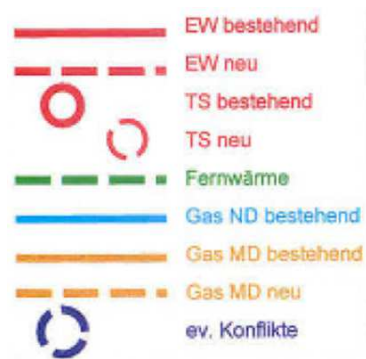 EW bestehend
EW neu
TS bestehend
TS neu
Fernwärme
Gas ND bestehend
Gas MD bestehend
Gas MD neu
ev. Konflikte